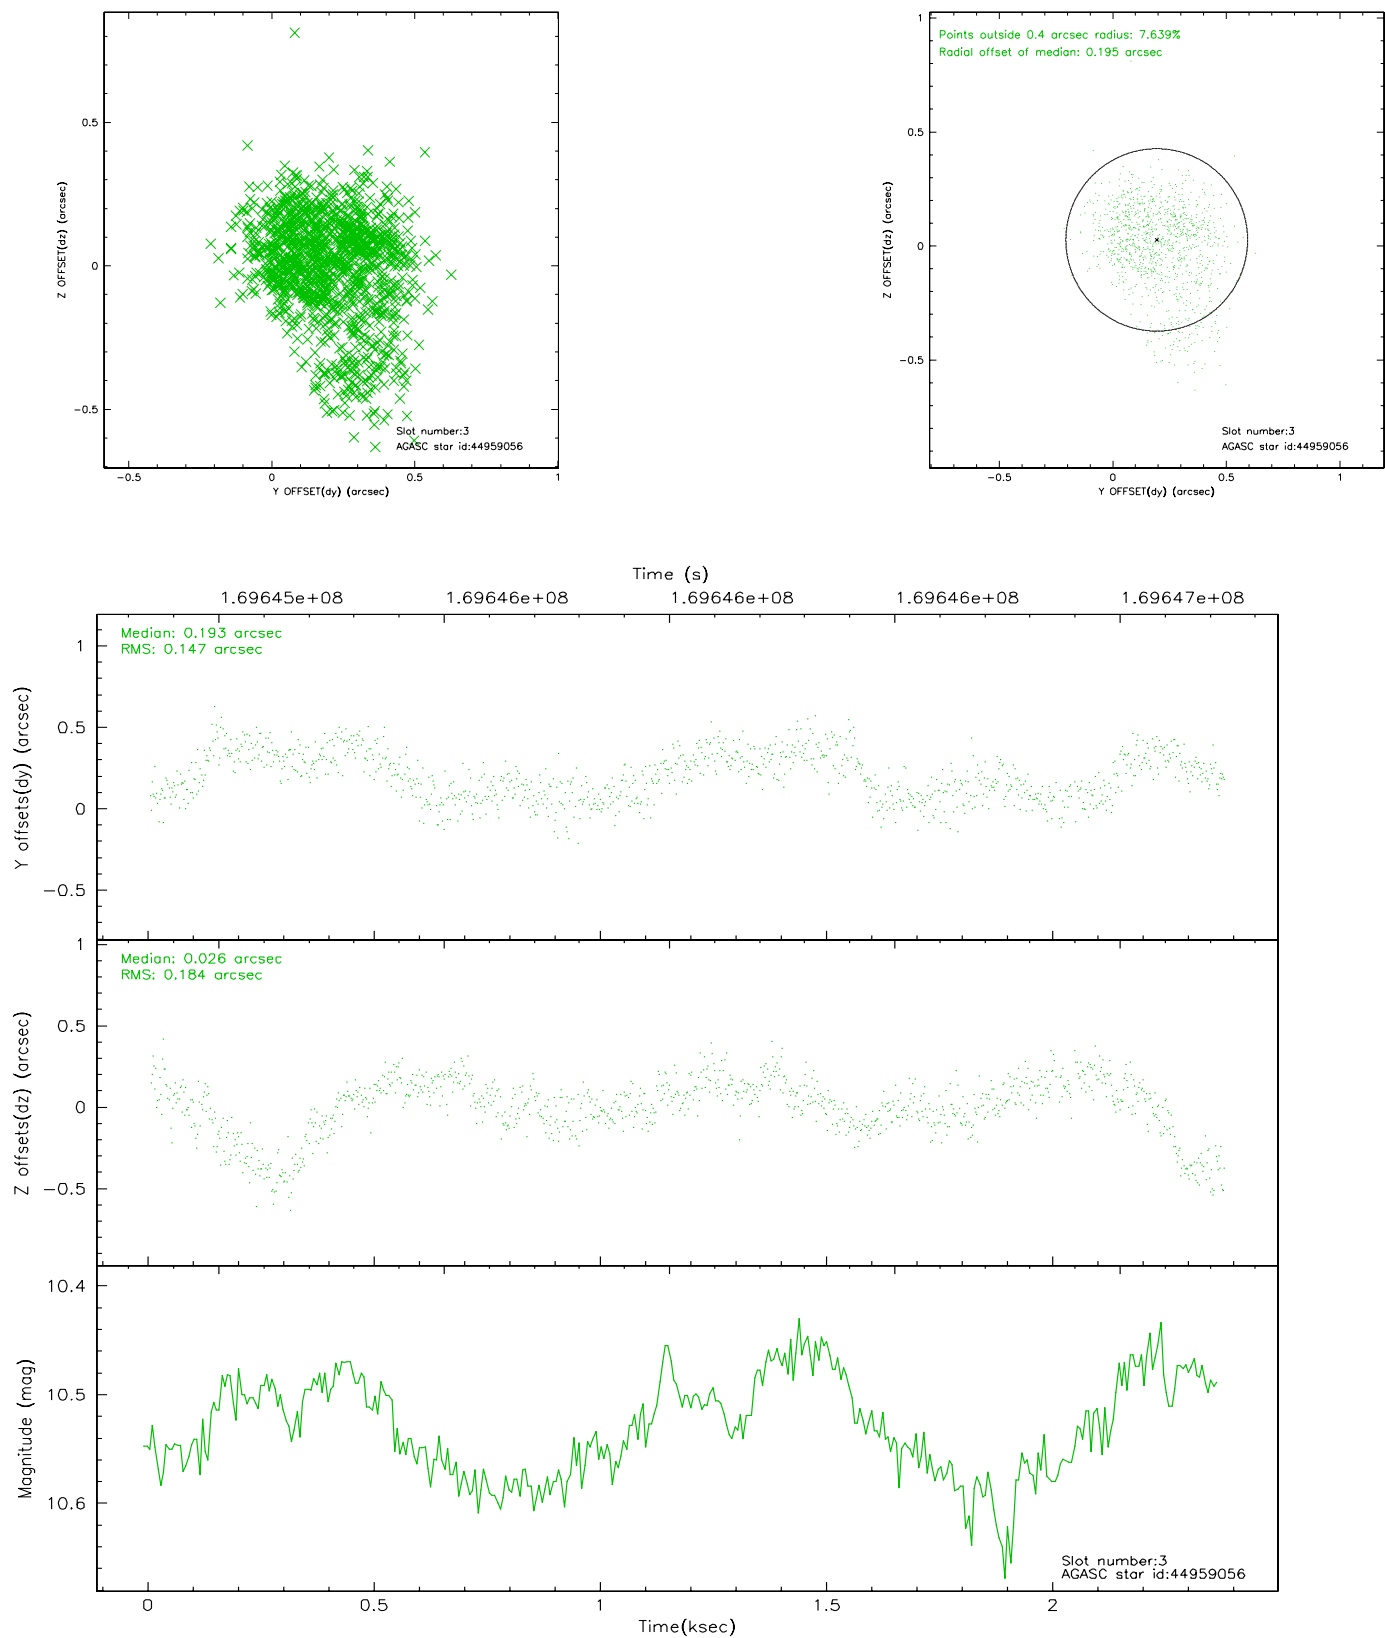 0.5
0
−0.5
Z OFFSET(dz) (arcsec)
−0.5
0
0.5
1
Y OFFSET(dy) (arcsec)
Slot number:3
AGASC star id:44959056
Points outside 0.4 arcsec radius: 7.639%
Radial offset of median: 0.195 arcsec
1
0.5
0
−0.5
Z OFFSET(dz) (arcsec)
−0.5
0
0.5
1
Y OFFSET(dy) (arcsec)
Slot number:3
AGASC star id:44959056
Time (s)
1.69645e+08
1.69646e+08
1.69646e+08
1.69646e+08
1.69647e+08
Median: 0.193 arcsec
RMS: 0.147 arcsec
1
0.5
0
−0.5
Y offsets(dy) (arcsec)
Median: 0.026 arcsec
RMS: 0.184 arcsec
1
0.5
0
−0.5
Z offsets(dz) (arcsec)
10.4
10.5
10.6
Magnitude (mag)
Slot number:3
AGASC star id:44959056
0
0.5
1
1.5
2
Time(ksec)